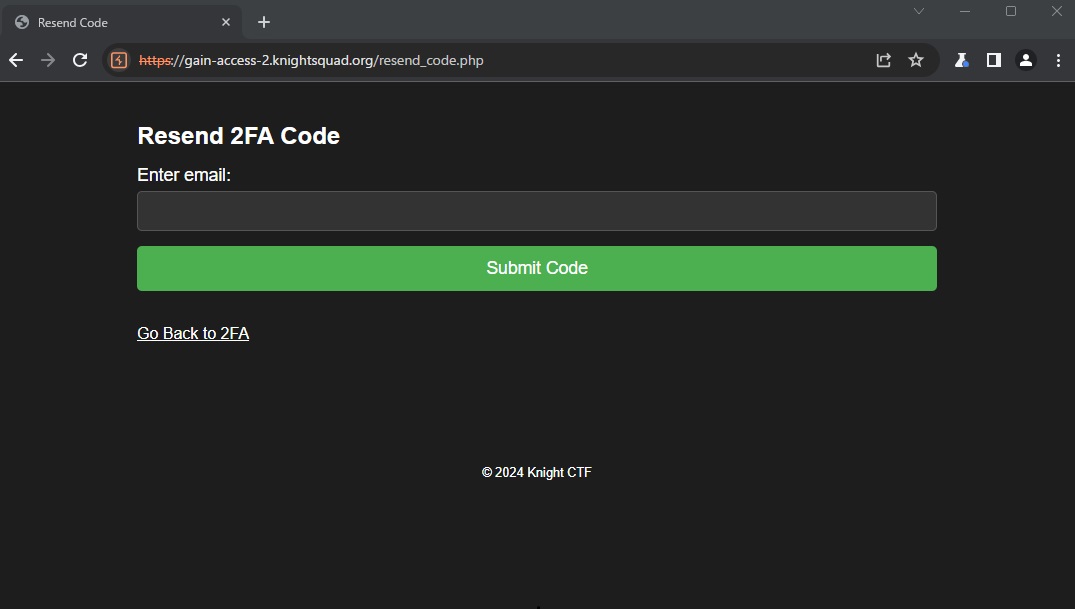 Resend Code
https://gain-access-2.knightsquad.org/resend_code.php
Resend 2FA Code
Enter email:
Submit Code
Go Back to 2FA
© 2024 Knight CTF